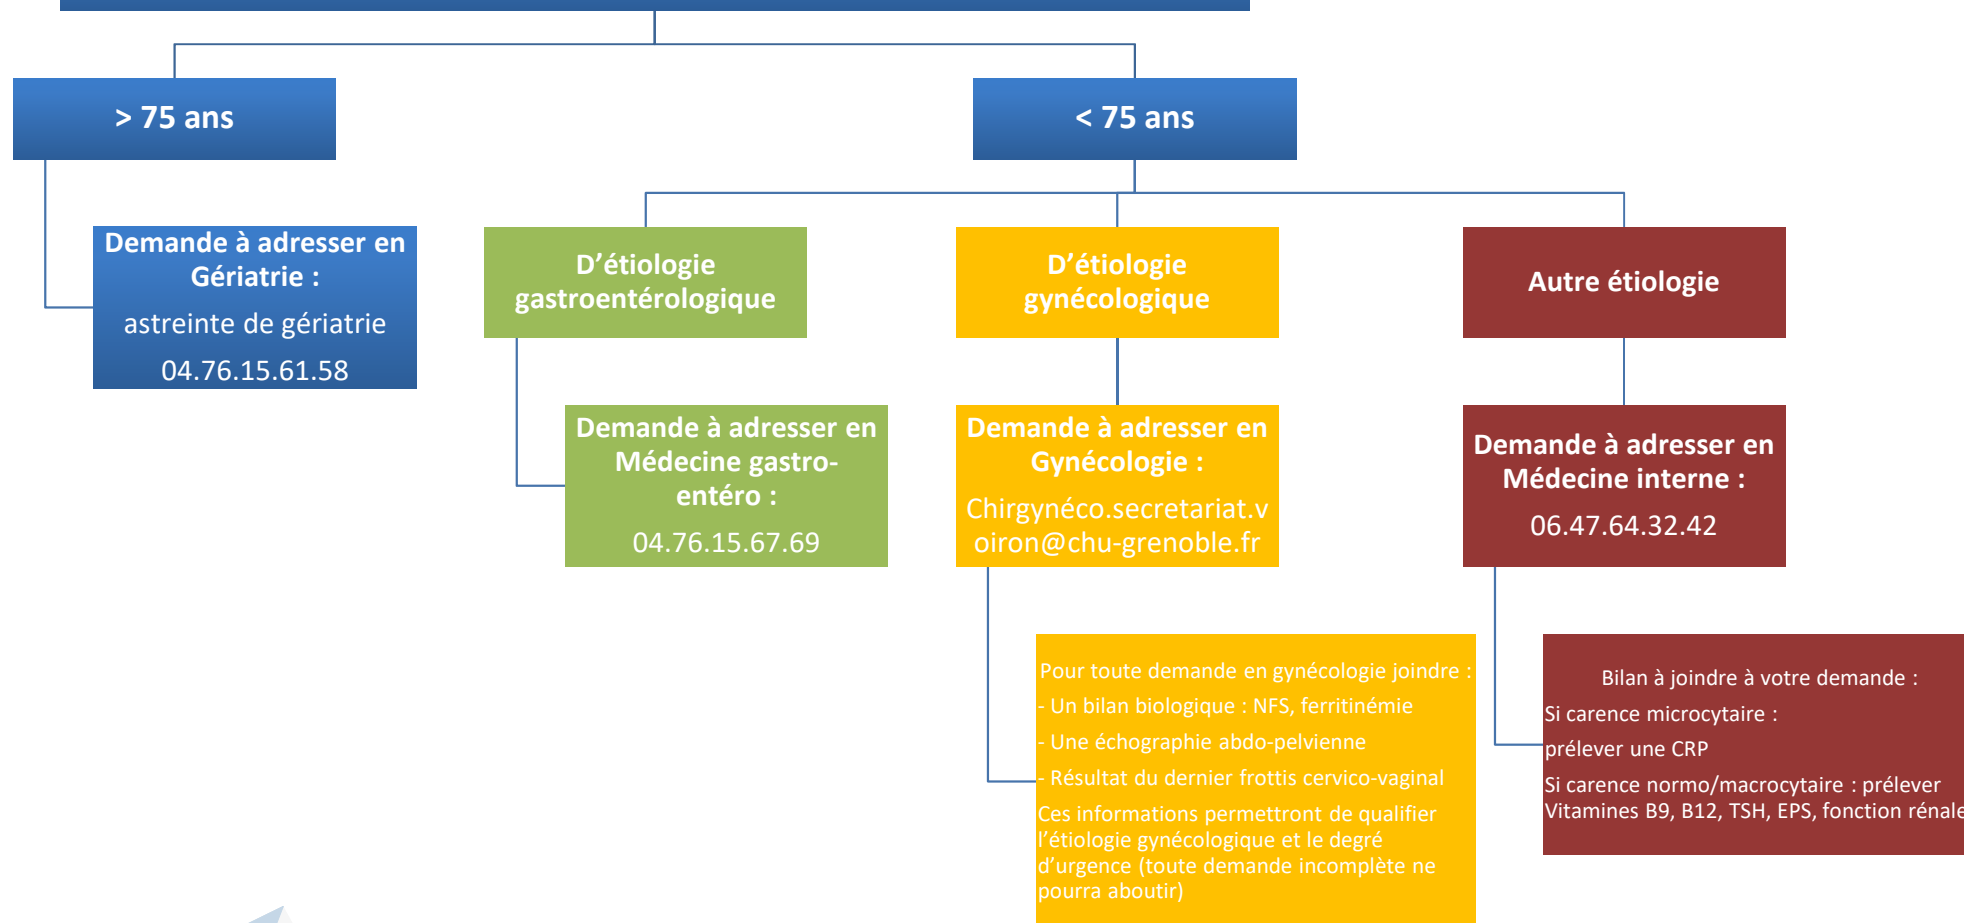 > 75 ans
< 75 ans
Demande à adresser en
Gériatrie :
astreinte de gériatrie
04.76.15.61.58
D’étiologie
gastroentérologique
D’étiologie
gynécologique
Autre étiologie
Demande à adresser en
Médecine gastro-
entéro :
04.76.15.67.69
Demande à adresser en
Gynécologie :
Chirgynéco.secretariat.v
oiron@chu-grenoble.fr
Demande à adresser en
Médecine interne :
06.47.64.32.42
Pour toute demande en gynécologie joindre :
- Un bilan biologique : NFS, ferritinémie
- Une échographie abdo-pelvienne
- Résultat du dernier frottis cervico-vaginal
Ces informations permettront de qualifier
l’étiologie gynécologique et le degré
d’urgence (toute demande incomplète ne
pourra aboutir)
Bilan à joindre à votre demande :
Si carence microcytaire :
prélever une CRP
Si carence normo/macrocytaire : prélever
Vitamines B9, B12, TSH, EPS, fonction rénale